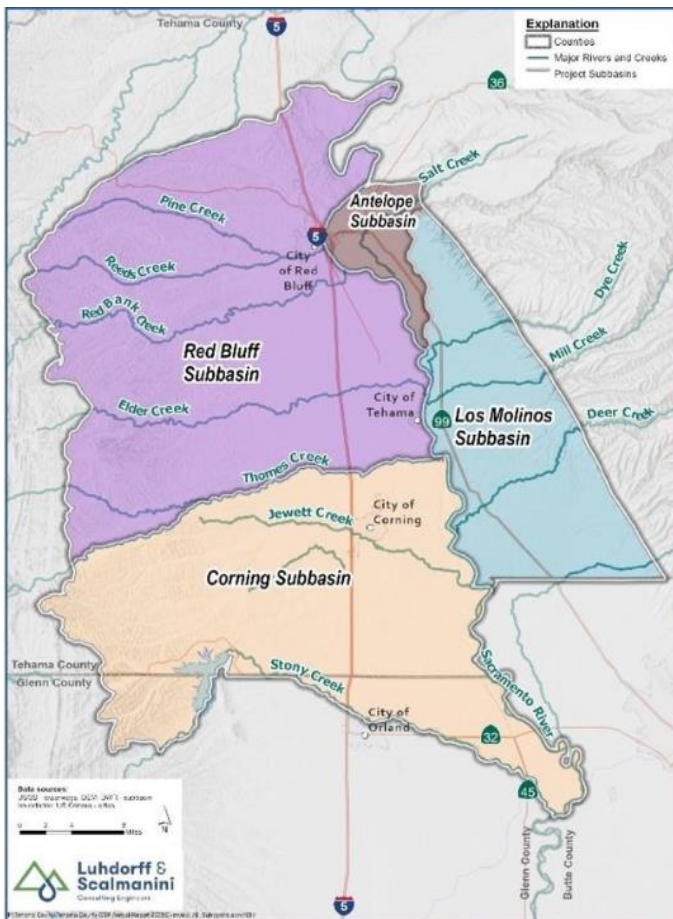 Tehama County
5
Explanation
Counties
Major Rivers and Creeks
Project Subbasins
36
Salt Creek
Antelope
Subbasin
Pine Creek
5
City
of Red
Bluff
Reeds Creek
Dye Creek
Red Bank Creek
Mill Creek
Red Bluff
Subbasin
City of
Tehama
Elder Creek
99
Los Molinos
Subbasin
Deer Creek
Thomes Creek
City of
Corning
Jewett Creek
Corning Subbasin
Tehama County
Glenn County
Stony Creek
Sacramento River
City of
Orland
32
45
Data sources:
0
Miles
N
Glenn County
Butte County
Luhdorff &
Scalmanini
Consulting Engineers
5